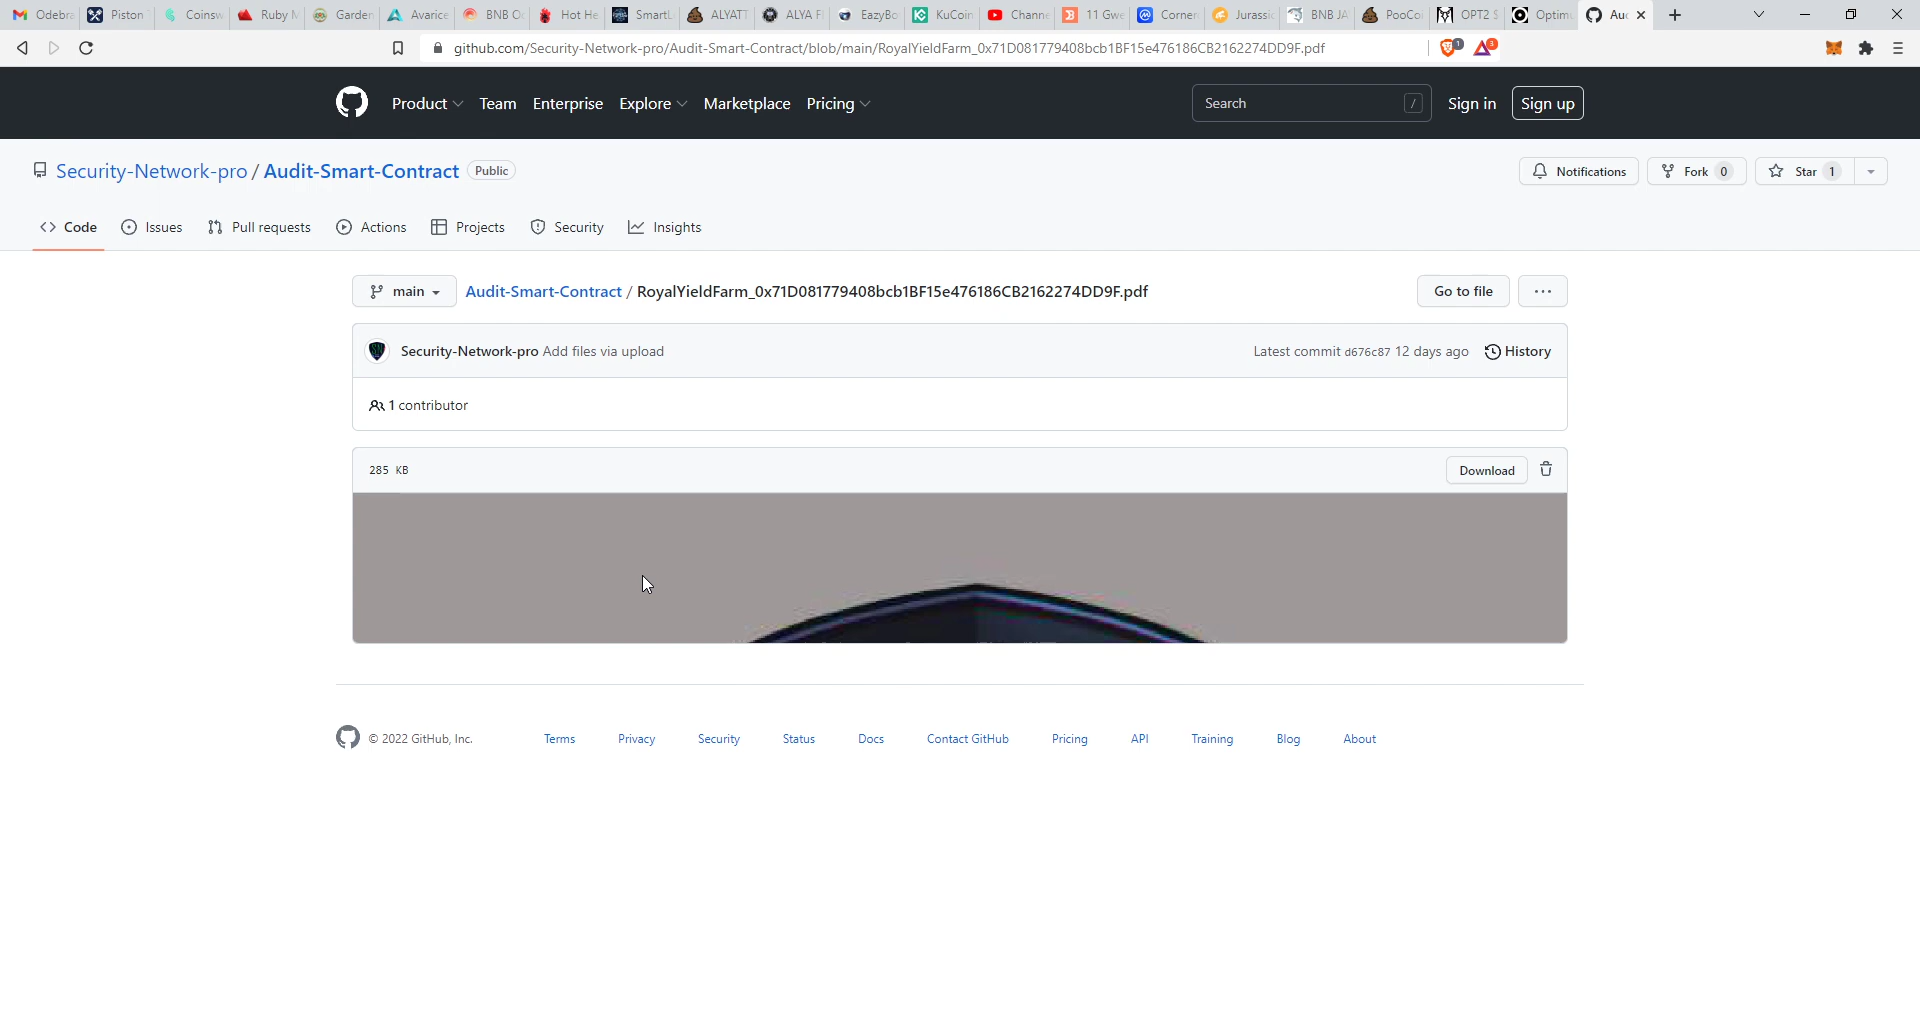 Odebra Piston Coinsw Ruby M Garden Avarice BNB O Hot He SmartL ALYATT ALYA F EazyBo KuCoin Channe 11 Gwe Corner Jurassic BNB JA PooCo OPT2 S Optim Au
github.com/Security-Network-pro/Audit-Smart-Contract/blob/main/RoyalYieldFarm_0x71D081779408bcb1BF15e476186CB2162274DD9F.pdf 1 3
Product Team Enterprise Explore Marketplace Pricing Search / Sign in Sign up
Security-Network-pro / Audit-Smart-Contract Public Notifications Fork 0 Star 1
Code Issues Pull requests Actions Projects Security Insights
main Audit-Smart-Contract / RoyalYieldFarm_0x71D081779408bcb1BF15e476186CB2162274DD9F.pdf Go to file ...
Security-Network-pro Add files via upload Latest commit d676c87 12 days ago History
1 contributor
285 KB Download
© 2022 GitHub, Inc. Terms Privacy Security Status Docs Contact GitHub Pricing API Training Blog About